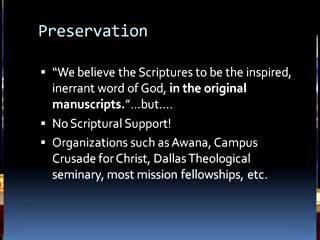 Preservation
▪ “We believe the Scriptures to be the inspired,
inerrant word of God, in the original
manuscripts.”…but….
▪ No Scriptural Support!
▪ Organizations such as Awana, Campus
Crusade for Christ, Dallas Theological
seminary, most mission fellowships, etc.